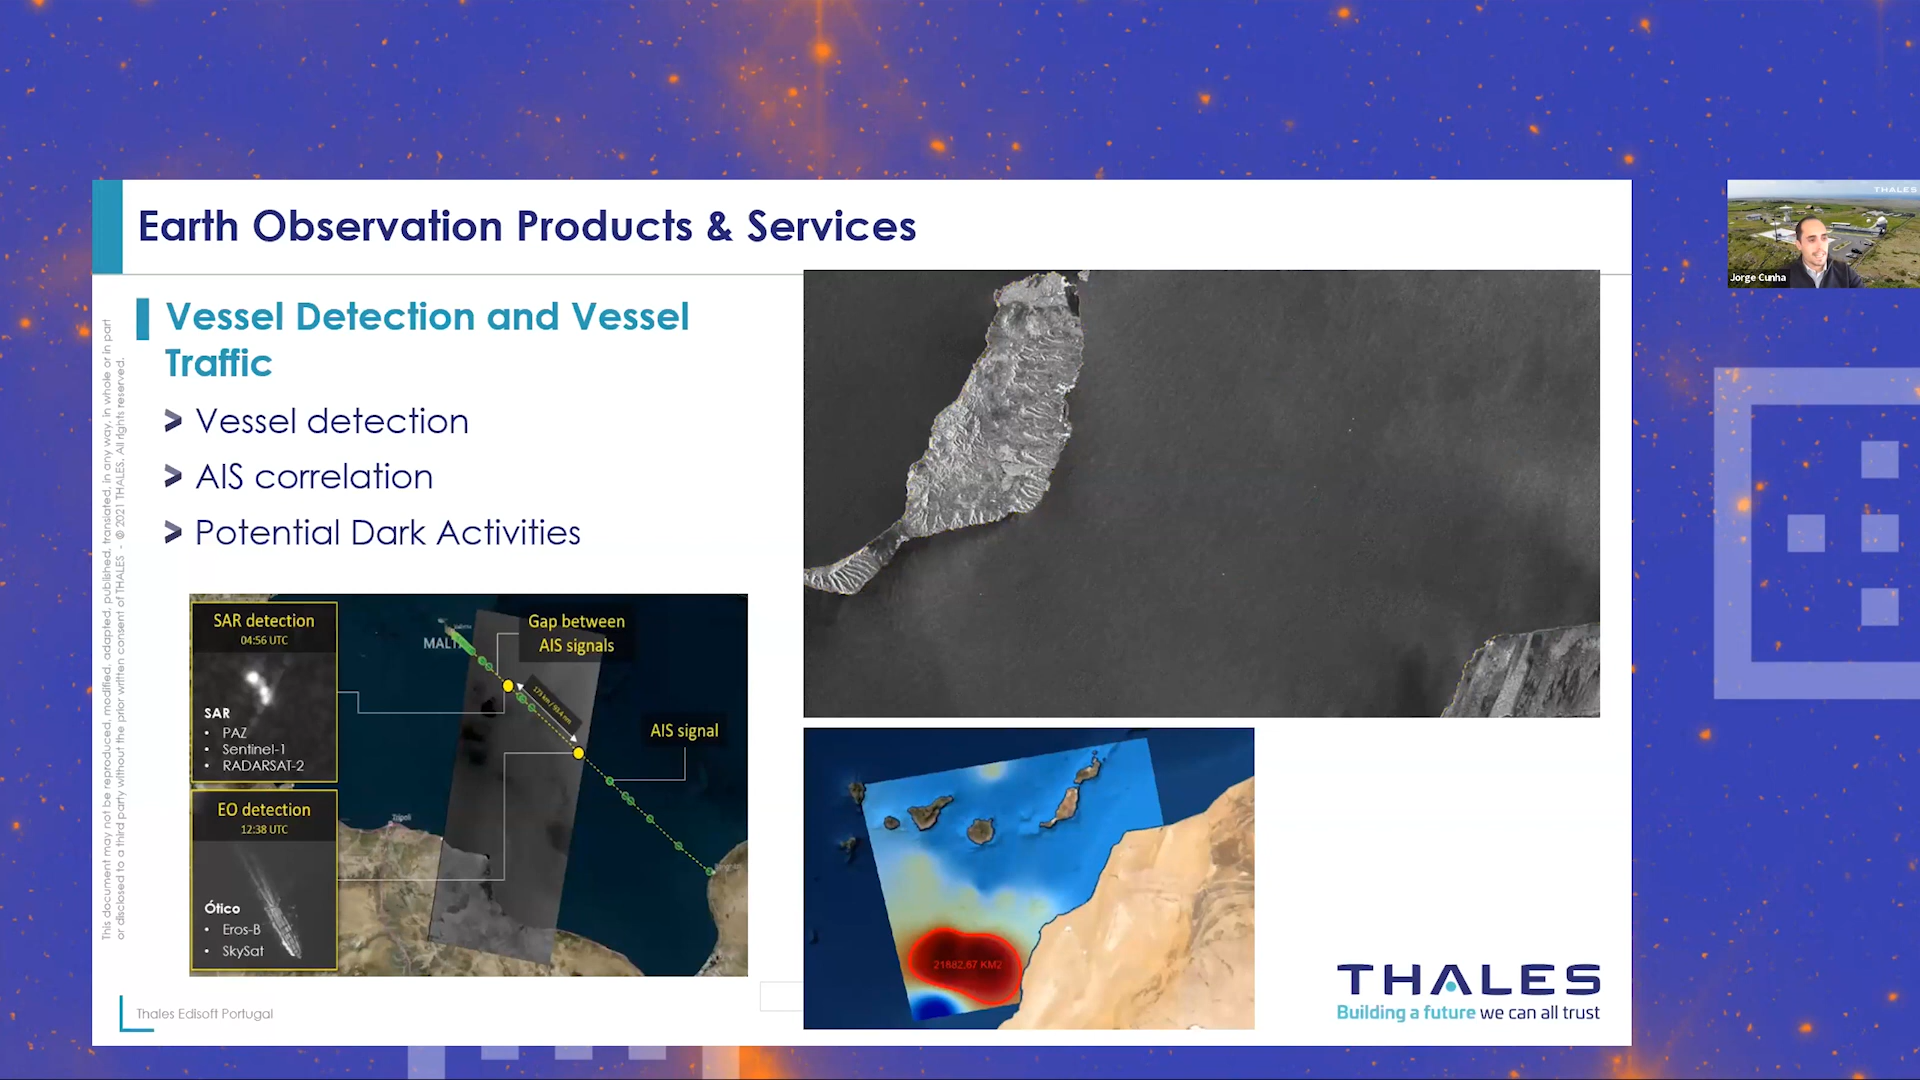 Earth Observation Products & Services
THALES
Jorge Cunha
Vessel Detection and Vessel
Traffic
> Vessel detection
> AIS correlation
> Potential Dark Activities
This document may not be reproduced, modified, adapted, published, translated, in any way, in whole or in part
or disclosed to a third party without the prior written consent of THALES - © 2021 THALES. All rights reserved.
SAR detection
04:56 UTC
SAR
• PAZ
• Sentinel-1
• RADARSAT-2
EO detection
12:38 UTC
Ótico
• Eros-B
• SkySat
MALT
Gap between
AIS signals
AIS signal
Tripoli
21882.67 KM2
THALES
Building a future we can all trust
Thales Edisoft Portugal